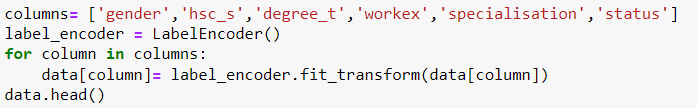 columns= ['gender','hsc_s','degree_t','workex','specialisation','status']
label_encoder = LabelEncoder()
for column in columns:
    data[column]= label_encoder.fit_transform(data[column])
data.head()